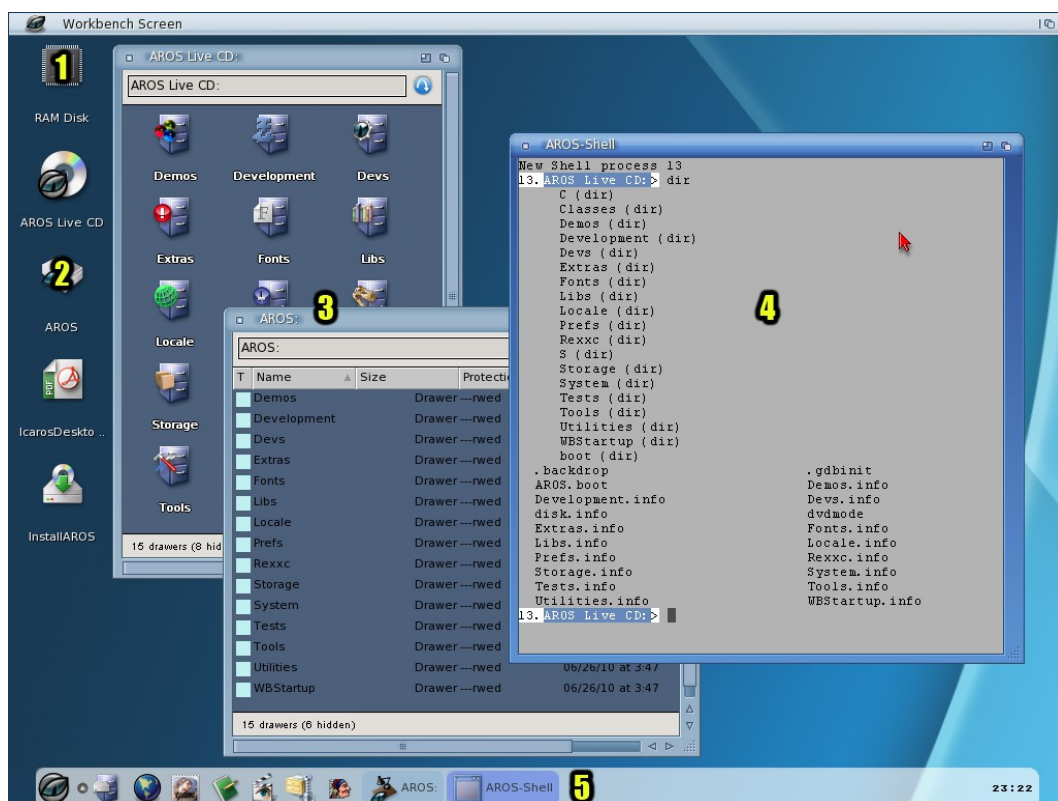 Workbench Screen
1
RAM Disk
AROS Live CD
2
AROS
PDF
IcarosDeskto ..
InstallAROS
AROS Live CD:
AROS Live CD:
Demos Development Devs
Extras Fonts Libs
Locale
Storage
Tools
15 drawers (8 hid
AROS:
3
AROS:
T Name Size Protecti
Demos Drawer ---rwed
Development Drawer ---rwed
Devs Drawer ---rwed
Extras Drawer ---rwed
Fonts Drawer ---rwed
Libs Drawer ---rwed
Locale Drawer ---rwed
Prefs Drawer ---rwed
Rexxc Drawer ---rwed
Storage Drawer ---rwed
System Drawer ---rwed
Tests Drawer ---rwed
Tools Drawer ---rwed
Utilities Drawer ---rwed 06/26/10 at 3:47
WBStartup Drawer ---rwed 06/26/10 at 3:47
15 drawers (6 hidden)
AROS-Shell
New Shell process 13
13.AROS Live CD:> dir
C (dir)
Classes (dir)
Demos (dir)
Development (dir)
Devs (dir)
Extras (dir)
Fonts (dir)
Libs (dir)
Locale (dir)
Prefs (dir)
Rexxc (dir)
S (dir)
Storage (dir)
System (dir)
Tests (dir)
Tools (dir)
Utilities (dir)
WBStartup (dir)
boot (dir)
.backdrop .gdbinit
AROS.boot Demos.info
Development.info Devs.info
disk.info dvdmode
Extras.info Fonts.info
Libs.info Locale.info
Prefs.info Rexxc.info
Storage.info System.info
Tests.info Tools.info
Utilities.info WBStartup.info
13.AROS Live CD:>
4
AROS: AROS-Shell 5
23:22